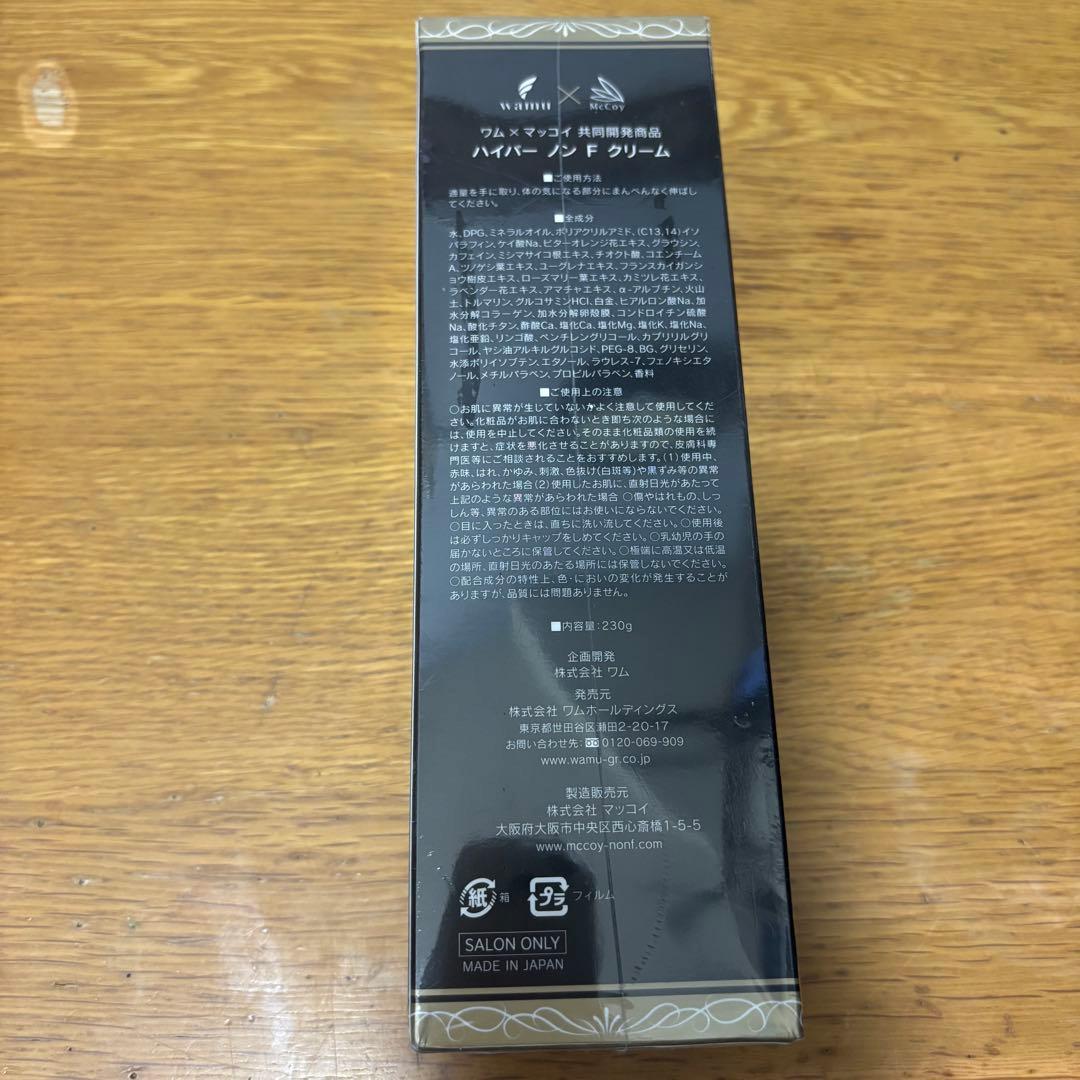 wamu × McCoy
ワム×マッコイ 共同開発商品
ハイパー ノン F クリーム
■ご使用方法
適量を手に取り、体の気になる部分にまんべんなく伸ばし
てください。
■全成分
水、DPG、ミネラルオイル、ポリアクリルアミド、(C13,14)イソ
パラフィン、ケイ酸Na、ビターオレンジ花エキス、グラウシン、
カフェイン、ミシマサイコ根エキス、チオクト酸、コエンチーム
A、ツノゲシ葉エキス、ユーグレナエキス、フランスカイガンシ
ョウ樹皮エキス、ローズマリー葉エキス、カミツレ花エキス、
ラベンダー花エキス、アマチャエキス、α-アルブチン、火山
土、トルマリン、グルコサミンHCl、白金、ヒアルロン酸Na、加
水分解コラーゲン、加水分解卵殻膜、コンドロイチン硫酸
Na、酸化チタン、酢酸Ca、塩化Ca、塩化Mg、塩化K、塩化Na、
塩化亜鉛、リンゴ酸、ペンチレングリコール、カプリリルグリ
コール、ヤシ油アルキルグルコシド、PEG-8、BG、グリセリン、
水添ポリイソブテン、エタノール、ラウレス-7、フェノキシエタ
ノール、メチルパラベン、プロピルパラベン、香料
■ご使用上の注意
○お肌に異常が生じていないかよく注意して使用してくだ
さい。化粧品がお肌に合わないとき即ち次のような場合に
は、使用を中止してください。そのまま化粧品類の使用を続
けますと、症状を悪化させることがありますので、皮膚科専
門医等にご相談されることをおすすめします。(1)使用中、
赤味、はれ、かゆみ、刺激、色抜け(白斑等)や黒ずみ等の異常
があらわれた場合(2)使用したお肌に、直射日光があたって
上記のような異常があらわれた場合 ○傷やはれもの、しっ
しん等、異常のある部位にはお使いにならないでください。
○目に入ったときは、直ちに洗い流してください。○使用後
は必ずしっかりキャップをしめてください。○乳幼児の手の
届かないところに保管してください。○極端に高温又は低温
の場所、直射日光のあたる場所には保管しないでください。
○配合成分の特性上、色・においの変化が発生することが
ありますが、品質には問題ありません。
■内容量：230g
企画開発
株式会社 ワム
発売元
株式会社 ワムホールディングス
東京都世田谷区瀬田2-20-17
お問い合わせ先：0120-069-909
www.wamu-gr.co.jp
製造販売元
株式会社 マッコイ
大阪府大阪市中央区西心斎橋1-5-5
www.mccoy-nonf.com
紙 箱 プラ フィルム
SALON ONLY
MADE IN JAPAN